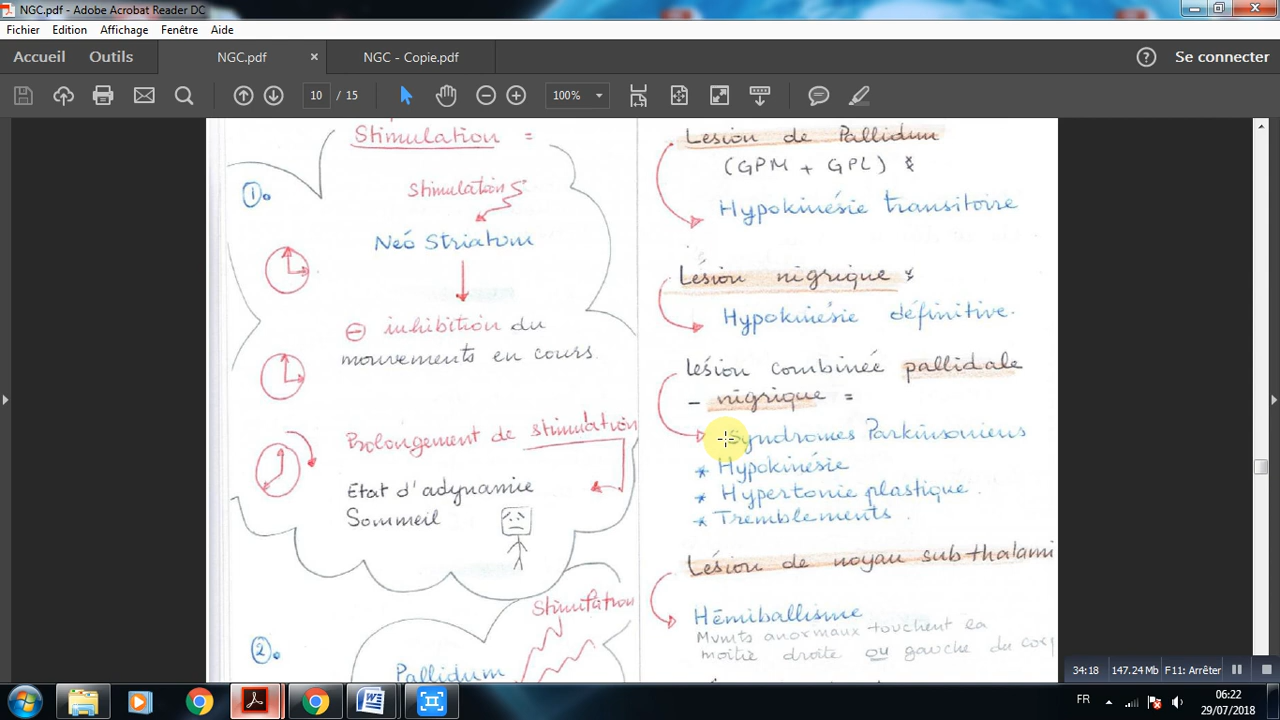 NGC.pdf - Adobe Acrobat Reader DC
Fichier Edition Affichage Fenêtre Aide
Accueil Outils NGC.pdf × NGC - Copie.pdf ? Se connecter
10 / 15 100%
Stimulation =
1.
Stimulation
Neó Striatum
⊖ inhibition du
mouvements en cours.
Prolongement de stimulation
Etat d'adynamie
Sommeil
2.
Stimulation
Pallidum
Lesion de Pallidum
(GPM + GPL) *
Hypokinésie transitoire
Lésion nigrique *
Hypokinésie définitive.
Lésion combinée pallidale
- nigrique =
Syndromes Parkinsoniens
* Hypokinésie
* Hypertonie plastique.
* Tremblements.
Lésion de noyau subthalami
Hémiballisme
Mvmts anormaux touchent la
moitie droite ou gauche du corp
34:18 147.24 Mb F11: Arrêter
FR 06:22
29/07/2018